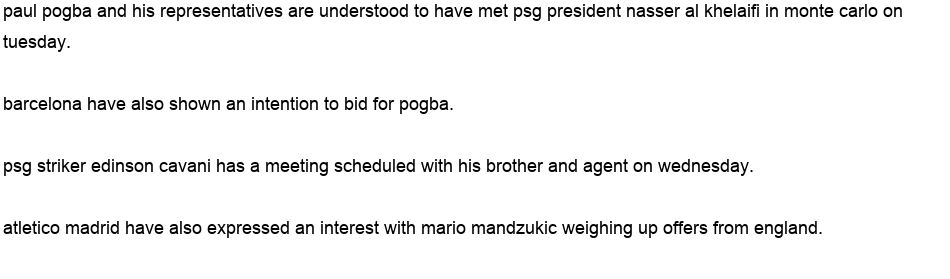 paul pogba and his representatives are understood to have met psg president nasser al khelaifi in monte carlo on
tuesday.
barcelona have also shown an intention to bid for pogba.
psg striker edinson cavani has a meeting scheduled with his brother and agent on wednesday.
atletico madrid have also expressed an interest with mario mandzukic weighing up offers from england.